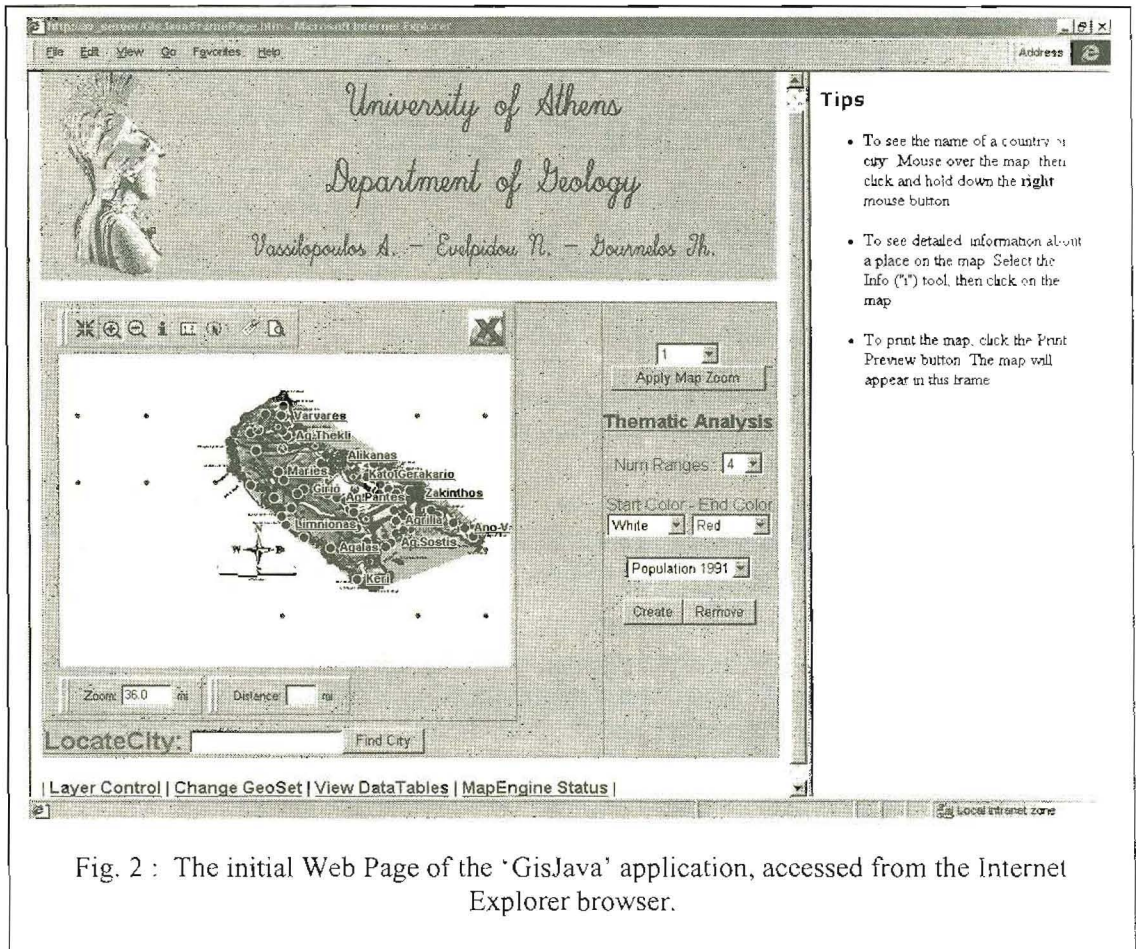 GisJavaFramePage.htm - Microsoft Internet Explorer
File Edit View Go Favorites Help
Address
University of Athens
Department of Geology
Vassilopoulos A. – Evelpidou N. – Gournelos Th.
1
Apply Map Zoom
Thematic Analysis
Num Ranges: 4
Start Color - End Color
White Red
Population 1991
Create Remove
Varvares
Ag.Thekli
Alikanas
Maries
KatotGerakario
Girio
Ag.Pantes
Zakinthos
Limnionas
Agrilia
Ano-V
Agalas
Ag.Sostis
Keri
N
W
Zoom: 36.0 mi
Distance: mi
LocateCity:
Find City
| Layer Control | Change GeoSet | View DataTables | MapEngine Status |
Tips
• To see the name of a country or
city Mouse over the map, then
click and hold down the right
mouse button
• To see detailed information about
a place on the map Select the
Info ("i") tool, then click on the
map
• To print the map, click the Print
Preview button The map will
appear in this frame
Local intranet zone
Fig. 2 : The initial Web Page of the 'GisJava' application, accessed from the Internet
Explorer browser.